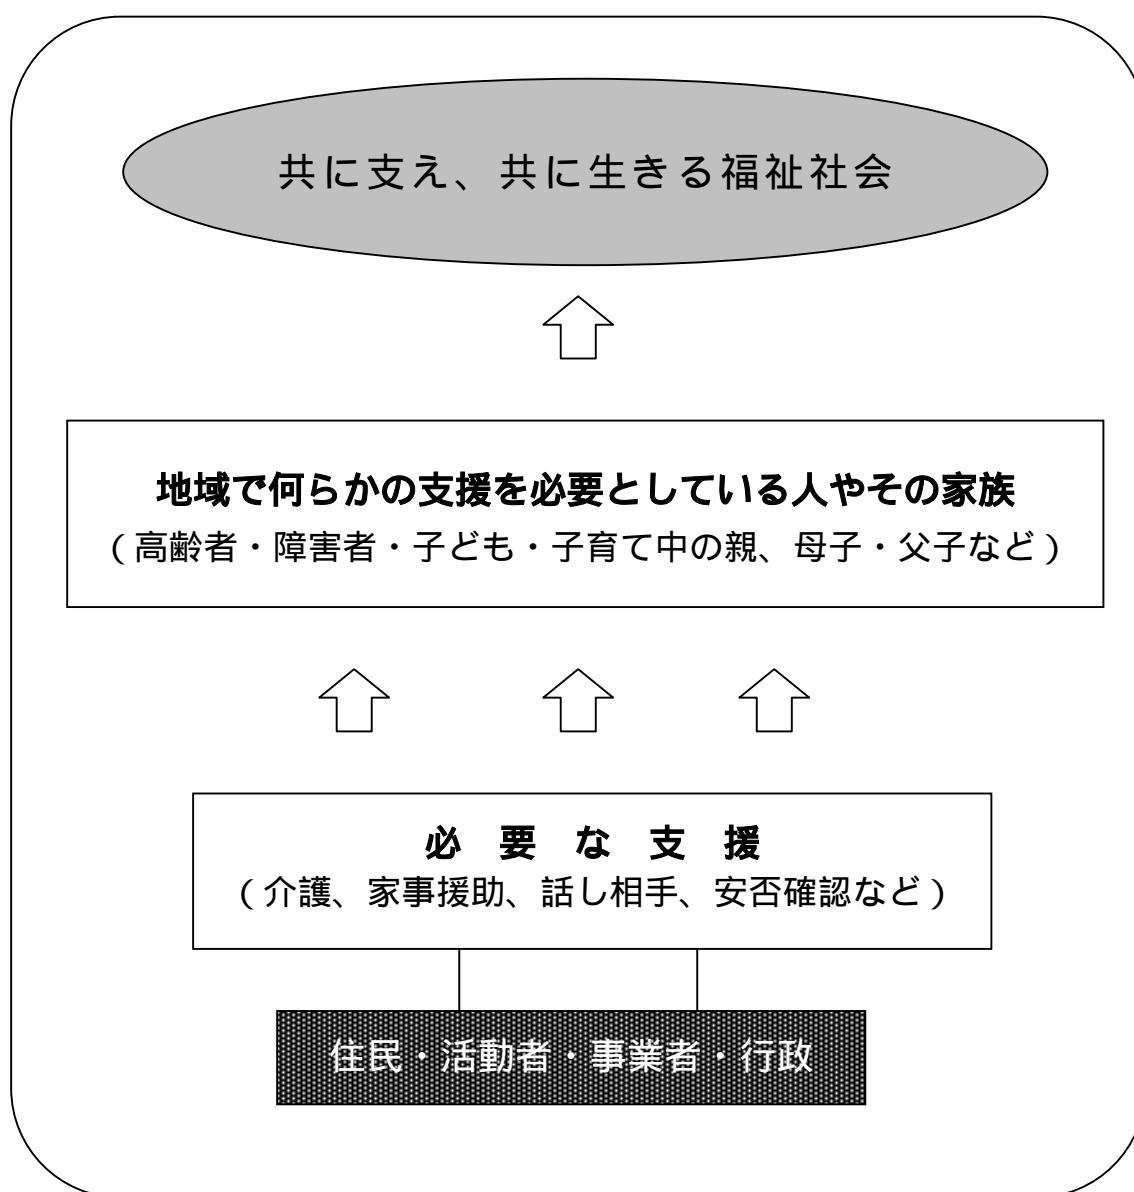 共に支え、共に生きる福祉社会
地域で何らかの支援を必要としている人やその家族
(高齢者・障害者・子ども・子育て中の親、母子・父子など)
必要な支援
(介護、家事援助、話し相手、安否確認など)
住民・活動者・事業者・行政